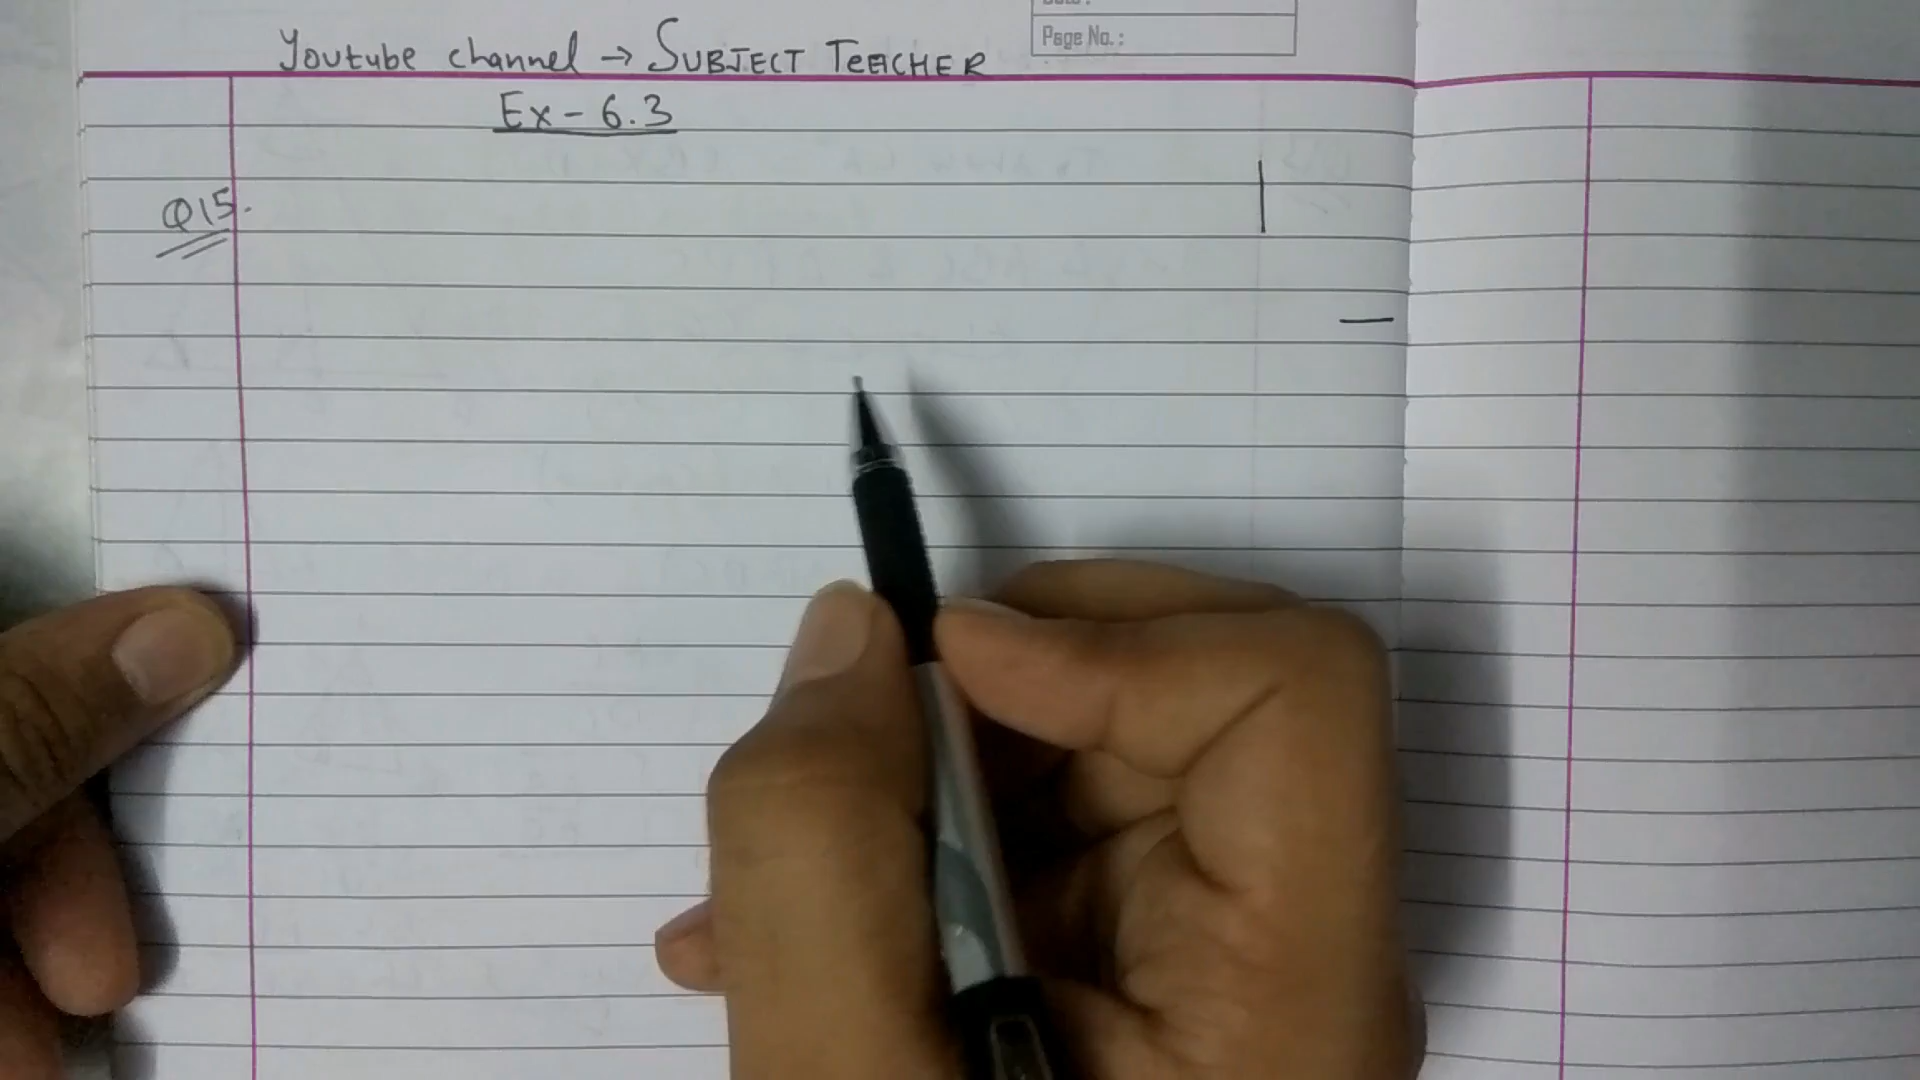 Page No.:
Youtube channel → SUBJECT TEACHER
Ex - 6.3
Q15.